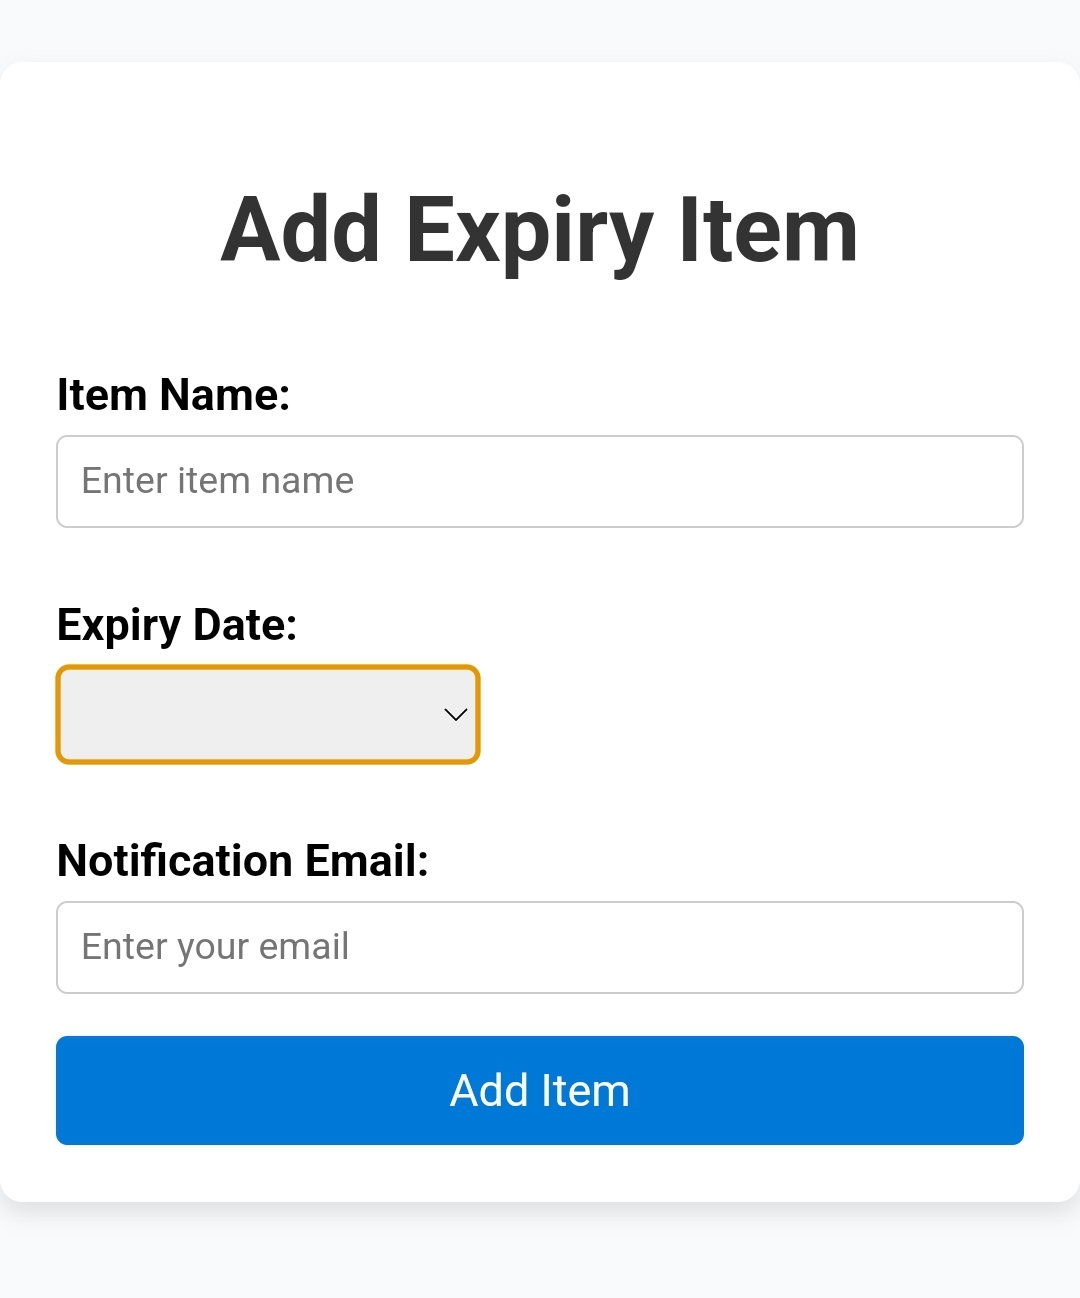 Add Expiry Item
Item Name:
Enter item name
Expiry Date:
Notification Email:
Enter your email
Add Item